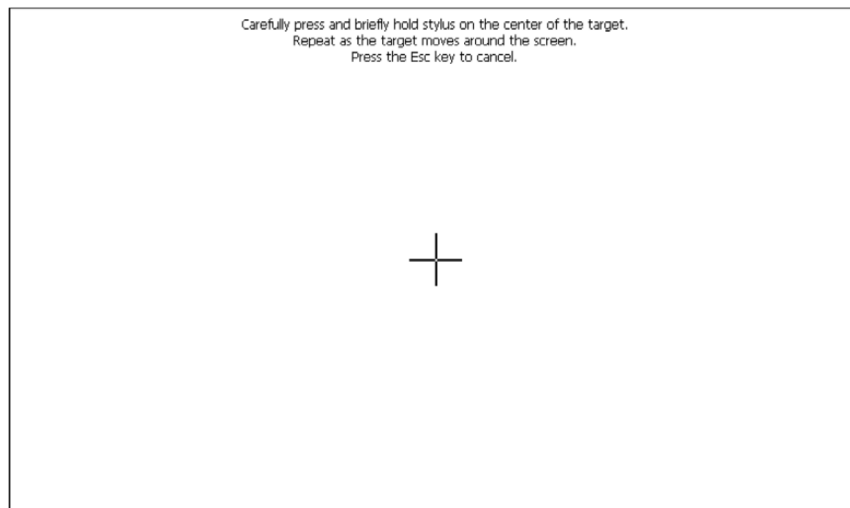 Carefully press and briefly hold stylus on the center of the target.
Repeat as the target moves around the screen.
Press the Esc key to cancel.